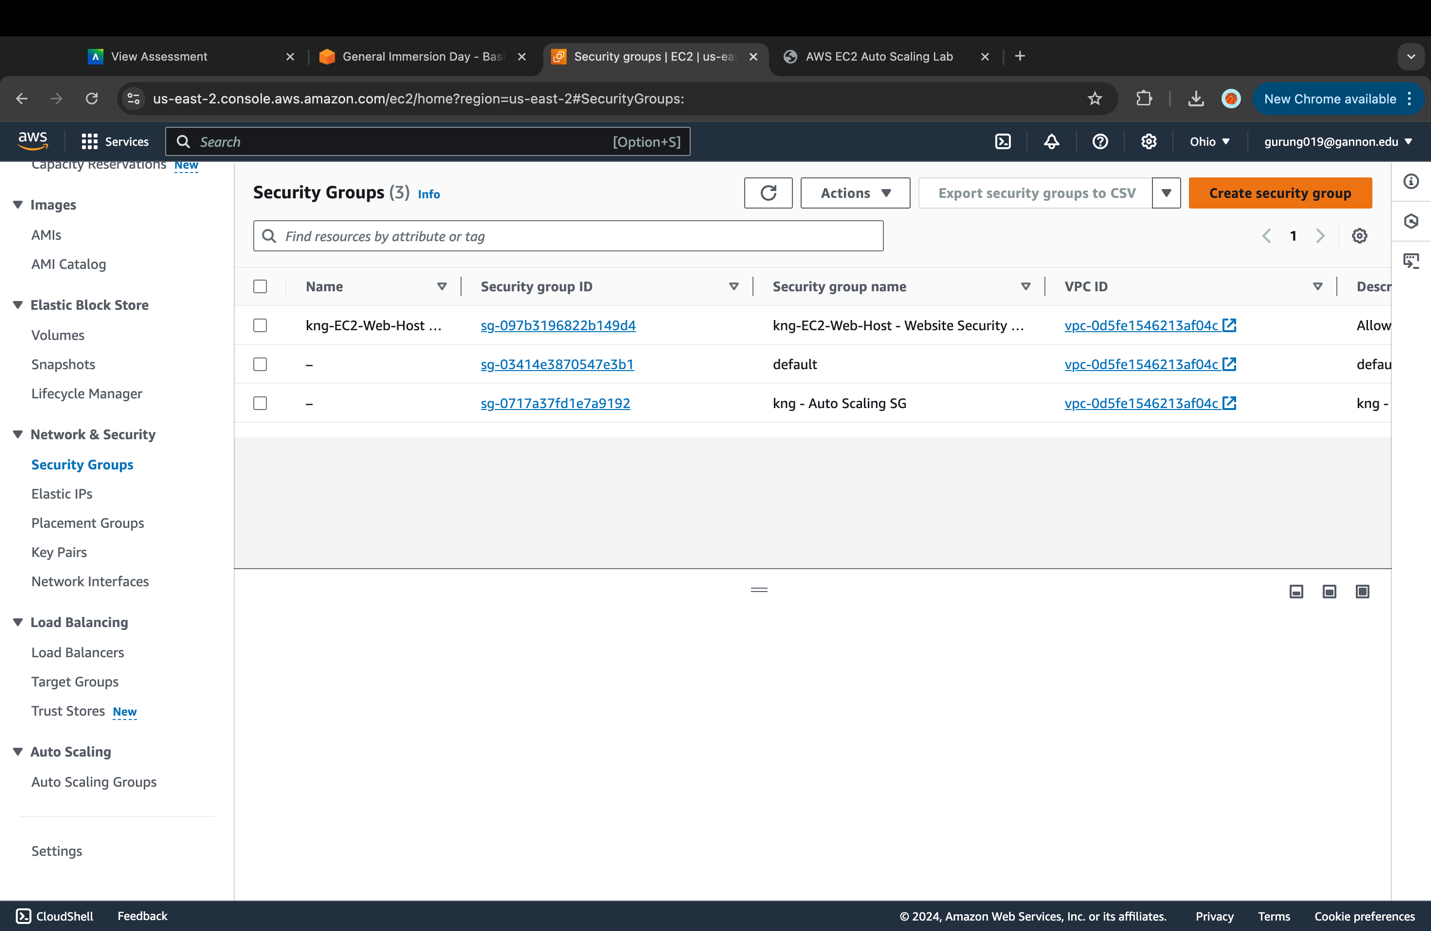 View Assessment
General Immersion Day - Bas
Security groups | EC2 | us-ea
AWS EC2 Auto Scaling Lab
us-east-2.console.aws.amazon.com/ec2/home?region=us-east-2#SecurityGroups:
New Chrome available
aws
Services
Search
[Option+S]
Ohio
gurung019@gannon.edu
Capacity Reservations New
Images
AMIs
AMI Catalog
Elastic Block Store
Volumes
Snapshots
Lifecycle Manager
Network & Security
Security Groups
Elastic IPs
Placement Groups
Key Pairs
Network Interfaces
Load Balancing
Load Balancers
Target Groups
Trust Stores New
Auto Scaling
Auto Scaling Groups
Settings
Security Groups (3) Info
Actions
Export security groups to CSV
Create security group
Find resources by attribute or tag
1
Name Security group ID Security group name VPC ID Descr
kng-EC2-Web-Host ... sg-097b3196822b149d4 kng-EC2-Web-Host - Website Security ... vpc-0d5fe1546213af04c Allow
– sg-03414e3870547e3b1 default vpc-0d5fe1546213af04c defau
– sg-0717a37fd1e7a9192 kng - Auto Scaling SG vpc-0d5fe1546213af04c kng -
CloudShell Feedback
© 2024, Amazon Web Services, Inc. or its affiliates. Privacy Terms Cookie preferences